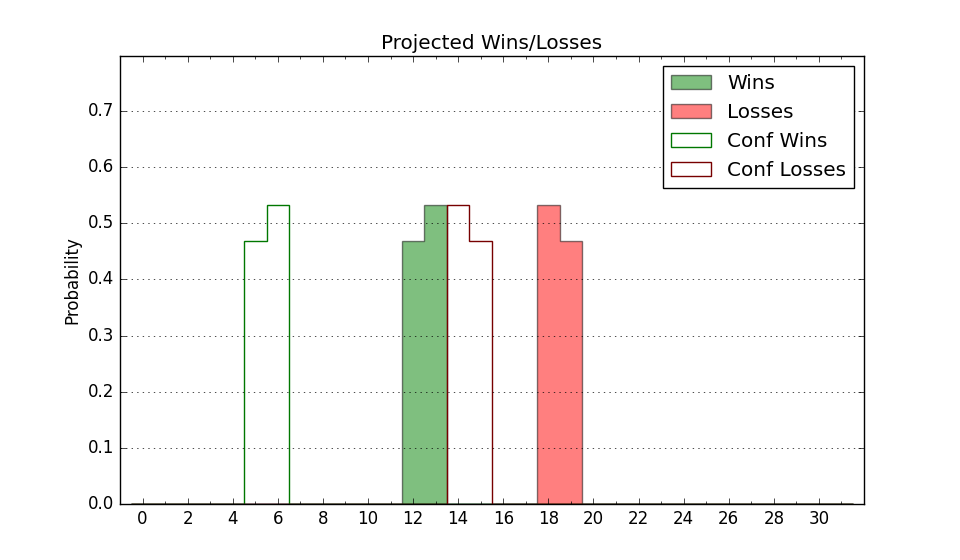 Projected Wins/Losses
Wins
Losses
Conf Wins
Conf Losses
Probability
0.7
0.6
0.5
0.4
0.3
0.2
0.1
0.0
0 2 4 6 8 10 12 14 16 18 20 22 24 26 28 30